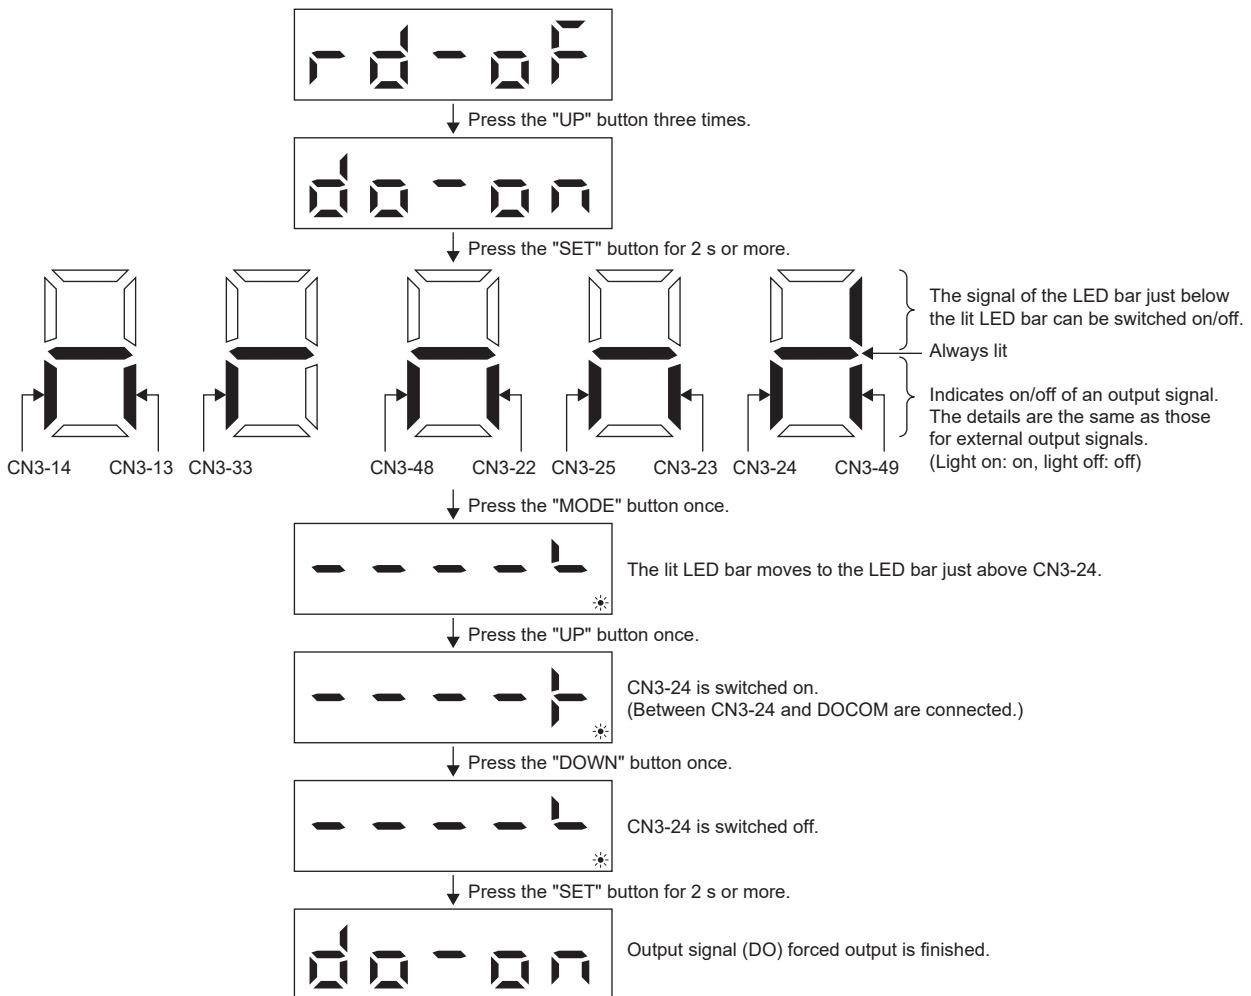 rd-oF
Press the "UP" button three times.
do-on
Press the "SET" button for 2 s or more.
The signal of the LED bar just below
the lit LED bar can be switched on/off.
Always lit
Indicates on/off of an output signal.
The details are the same as those
for external output signals.
(Light on: on, light off: off)
CN3-14 CN3-13 CN3-33 CN3-48 CN3-22 CN3-25 CN3-23 CN3-24 CN3-49
Press the "MODE" button once.
The lit LED bar moves to the LED bar just above CN3-24.
Press the "UP" button once.
CN3-24 is switched on.
(Between CN3-24 and DOCOM are connected.)
Press the "DOWN" button once.
CN3-24 is switched off.
Press the "SET" button for 2 s or more.
do-on
Output signal (DO) forced output is finished.